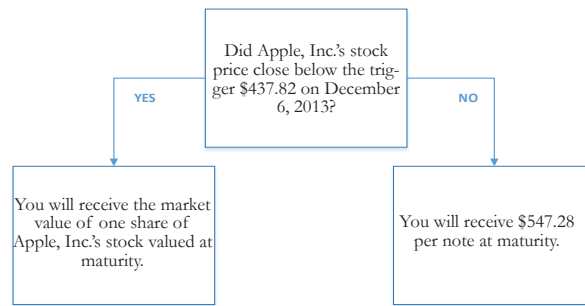 Did Apple, Inc.'s stock
price close below the trig-
ger $437.82 on December
6, 2013?
YES
NO
You will receive the market
value of one share of
Apple, Inc.'s stock valued at
maturity.
You will receive $547.28
per note at maturity.